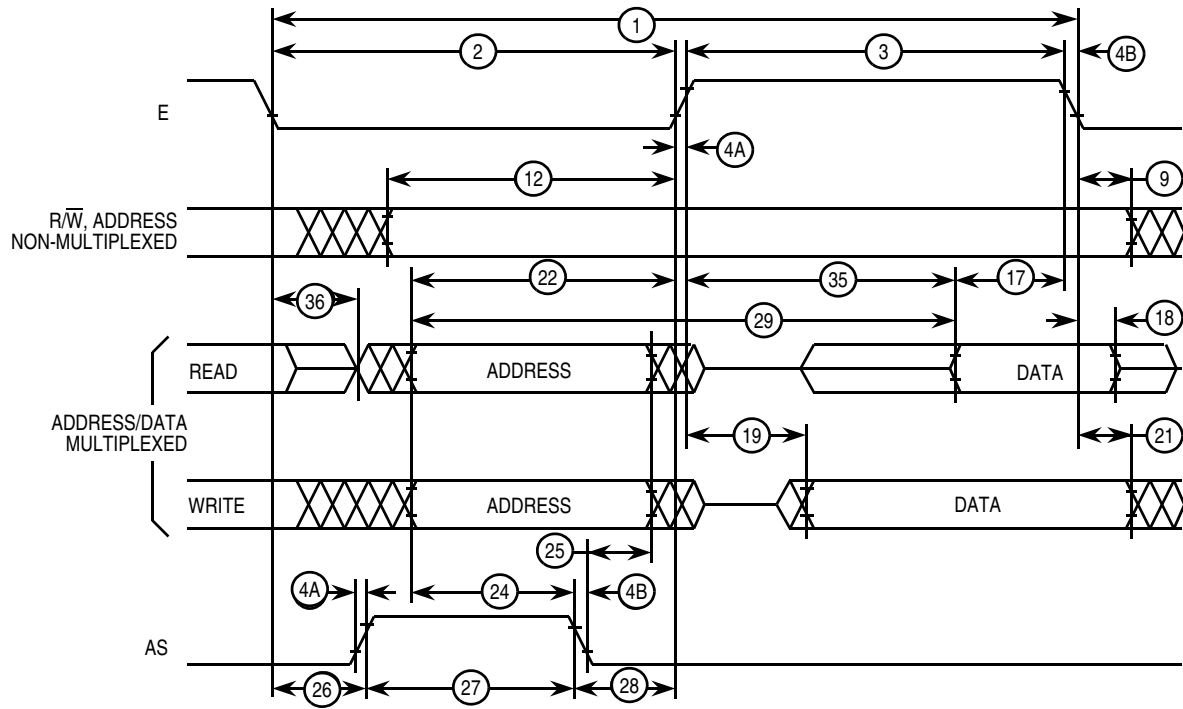 1
2
3
4B
E
4A
12
9
R/W̅, ADDRESS
NON-MULTIPLEXED
22
35
17
36
29
18
READ
ADDRESS
DATA
ADDRESS/DATA
MULTIPLEXED
19
21
WRITE
ADDRESS
DATA
25
4A
24
4B
AS
26
27
28